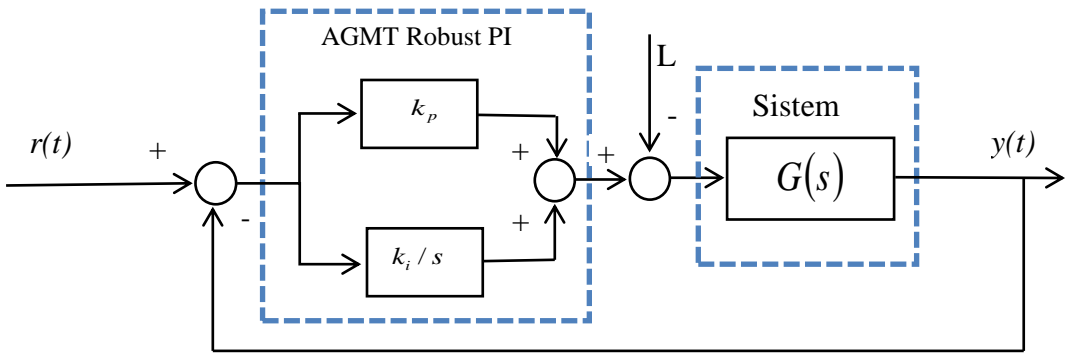 AGMT Robust PI
L
k_p
Sistem
r(t)
+
+
+
-
y(t)
G(s)
-
+
+
k_i / s